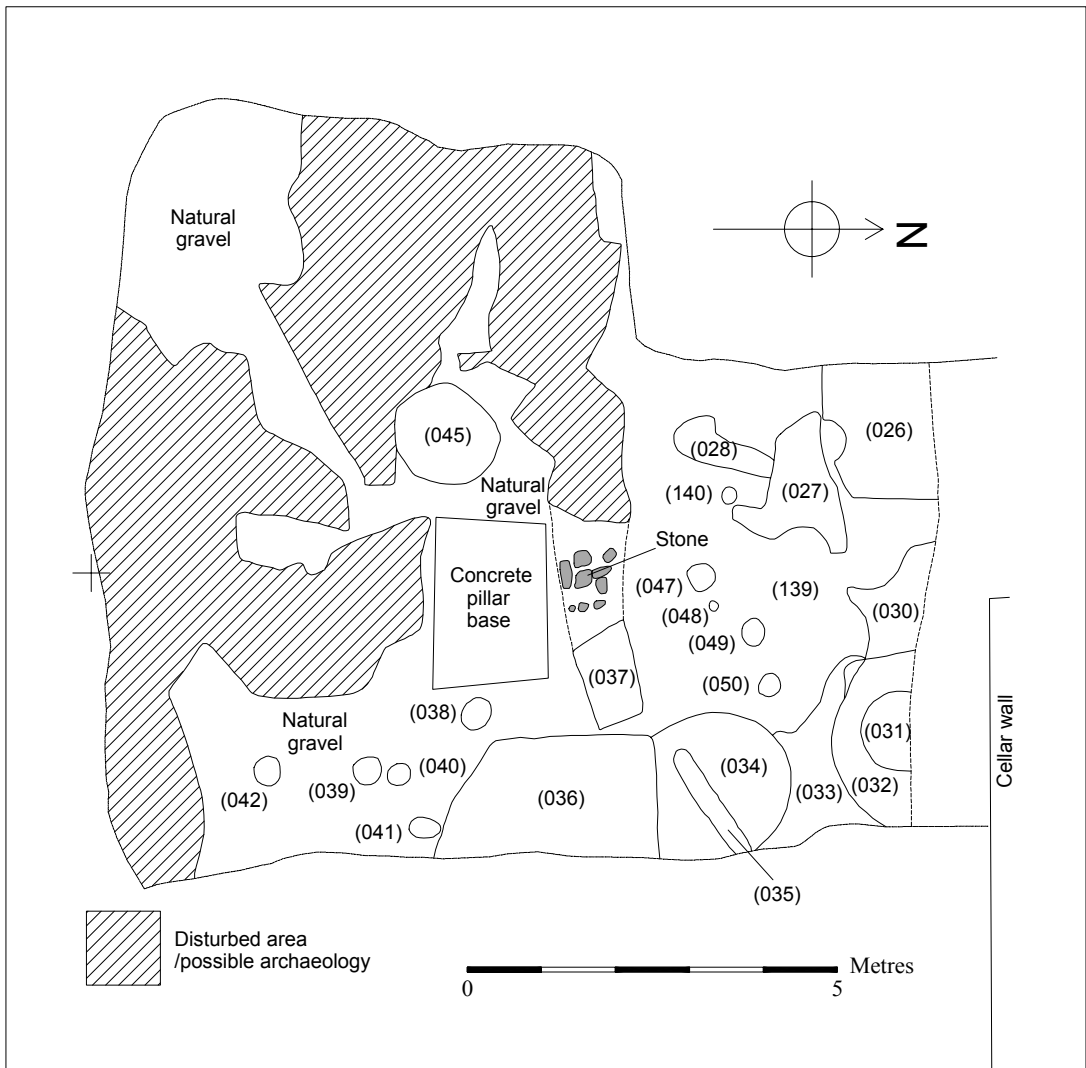 Natural
gravel
N
(045)
(028)
(026)
(140)
(027)
Natural
gravel
Stone
Concrete
pillar
base
(047)
(048)
(139)
(030)
(049)
(037)
(050)
(038)
Natural
gravel
(031)
(040)
(042)
(039)
(036)
(034)
(033)
(032)
(041)
(035)
Cellar wall
Disturbed area
/possible archaeology
Metres
0
5